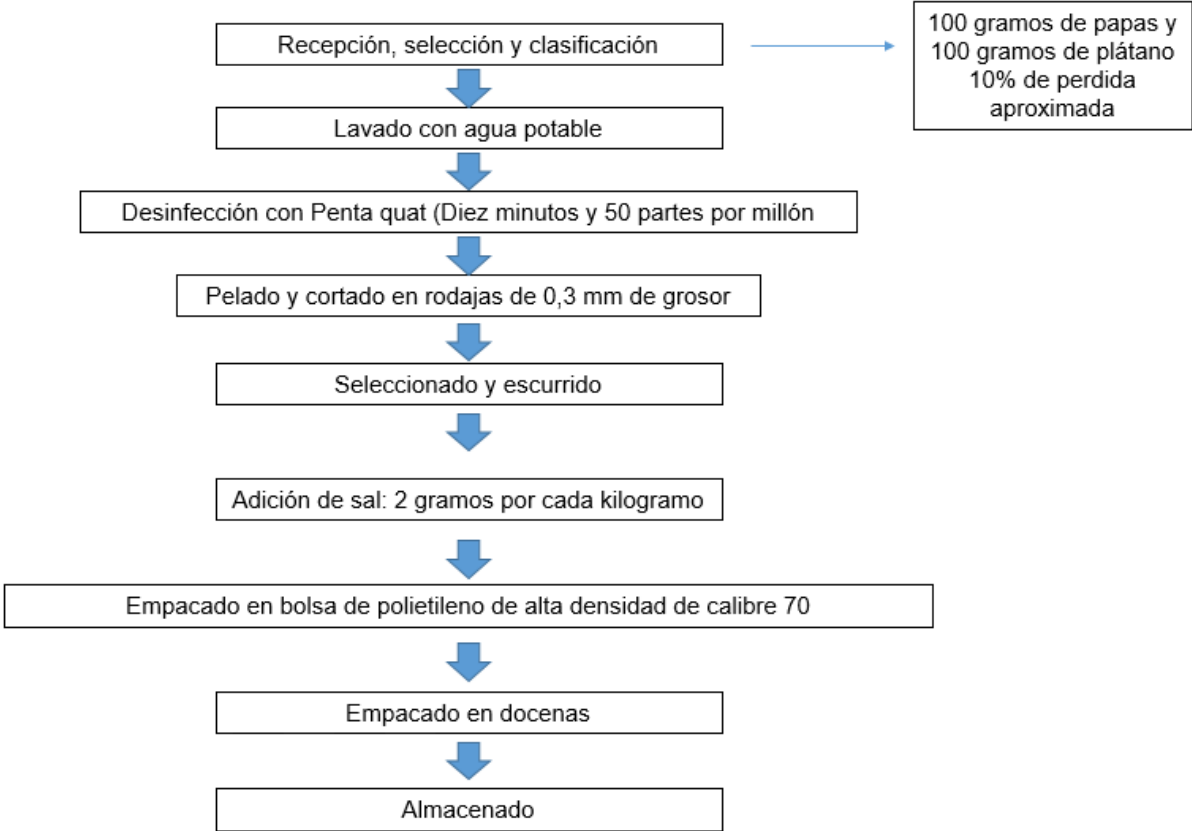 Recepción, selección y clasificación
100 gramos de papas y
100 gramos de plátano
10% de perdida
aproximada
Lavado con agua potable
Desinfección con Penta quat (Diez minutos y 50 partes por millón
Pelado y cortado en rodajas de 0,3 mm de grosor
Seleccionado y escurrido
Adición de sal: 2 gramos por cada kilogramo
Empacado en bolsa de polietileno de alta densidad de calibre 70
Empacado en docenas
Almacenado